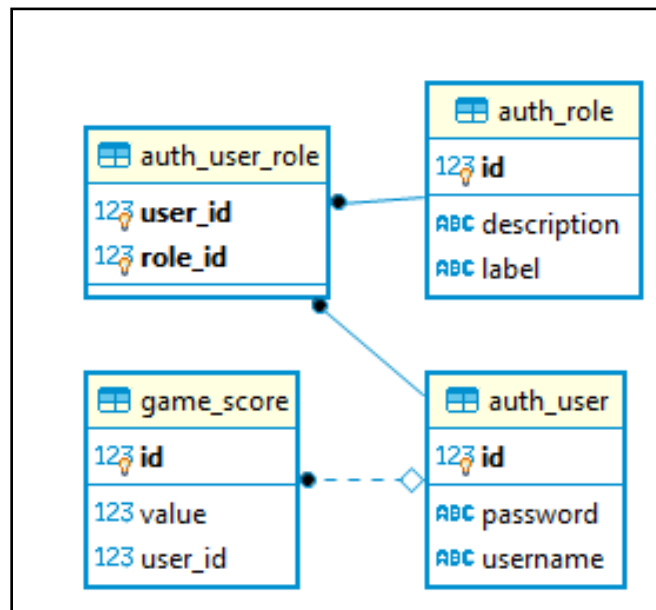 auth_user_role
123 user_id
123 role_id
auth_role
123 id
ABC description
ABC label
game_score
123 id
123 value
123 user_id
auth_user
123 id
ABC password
ABC username